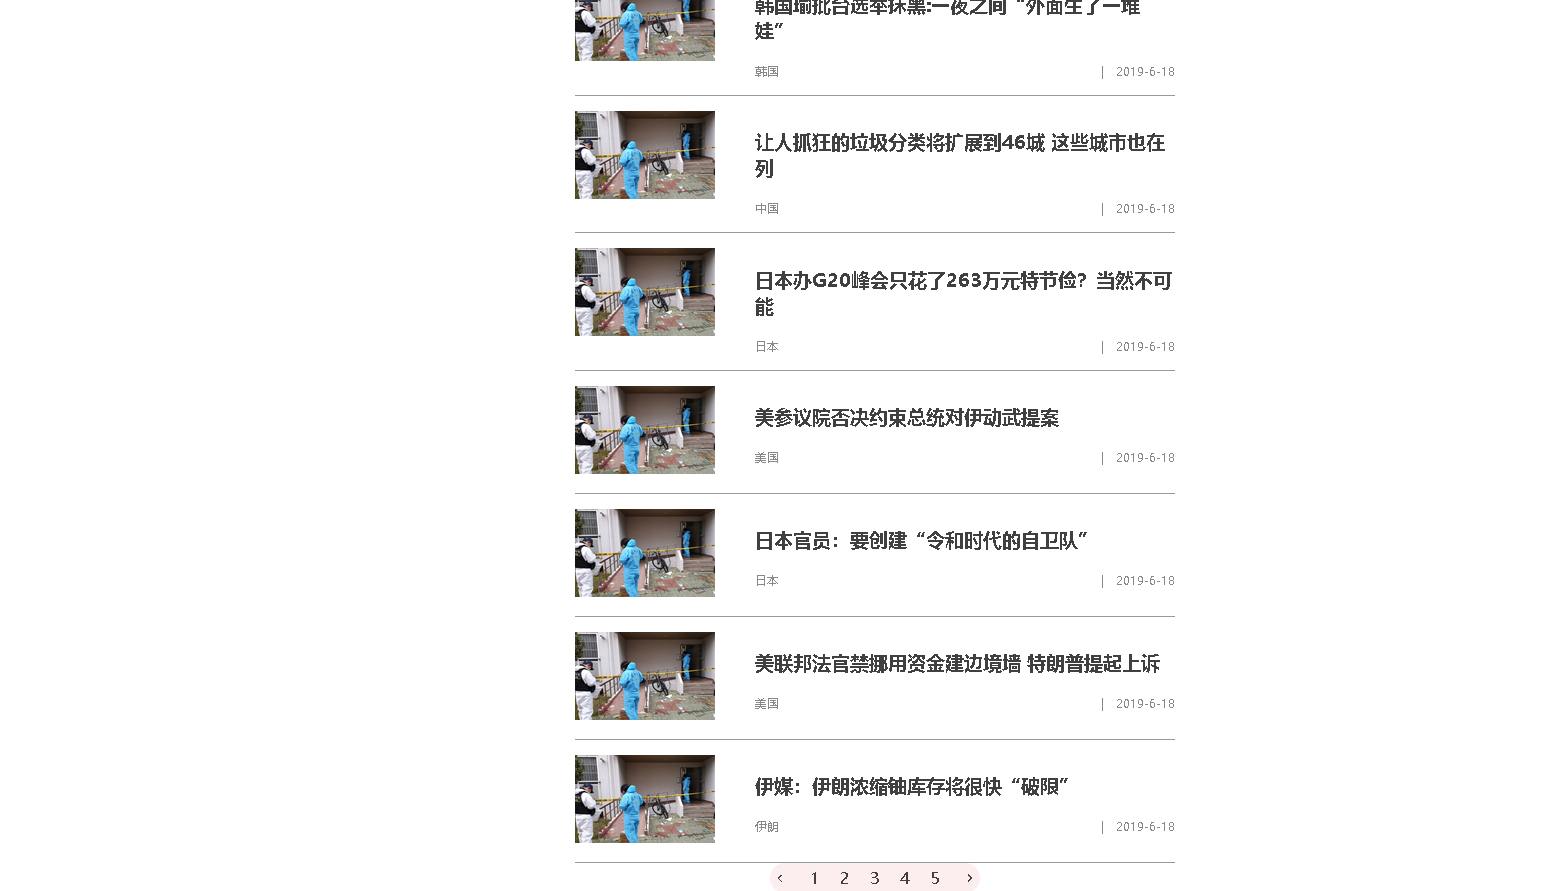 韩国瑜批台选举抹黑:一夜之间“外面生了一堆
娃”
韩国 | 2019-6-18
让人抓狂的垃圾分类将扩展到46城 这些城市也在
列
中国 | 2019-6-18
日本办G20峰会只花了263万元特节俭？当然不可
能
日本 | 2019-6-18
美参议院否决约束总统对伊动武提案
美国 | 2019-6-18
日本官员：要创建“令和时代的自卫队”
日本 | 2019-6-18
美联邦法官禁挪用资金建边境墙 特朗普提起上诉
美国 | 2019-6-18
伊媒：伊朗浓缩铀库存将很快“破限”
伊朗 | 2019-6-18
‹ 1 2 3 4 5 ›